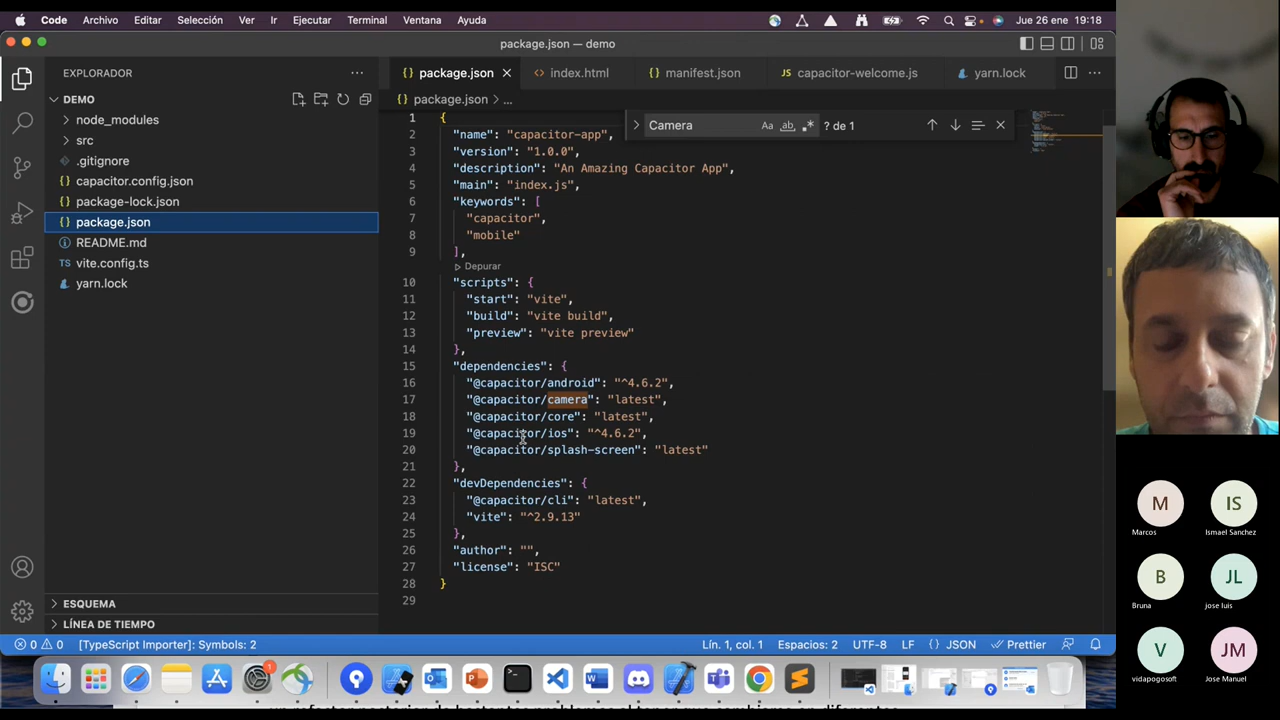 Code Archivo Editar Selección Ver Ir Ejecutar Terminal Ventana Ayuda Jue 26 ene 19:18
package.json — demo
EXPLORADOR
package.json index.html manifest.json JS capacitor-welcome.js yarn.lock
DEMO
package.json > ...
node_modules
src
.gitignore
capacitor.config.json
package-lock.json
package.json
README.md
TS vite.config.ts
yarn.lock
ESQUEMA
LÍNEA DE TIEMPO
Camera Aa ab ? de 1
1 {
2 "name": "capacitor-app",
3 "version": "1.0.0",
4 "description": "An Amazing Capacitor App",
5 "main": "index.js",
6 "keywords": [
7 "capacitor",
8 "mobile"
9 ],
Depurar
10 "scripts": {
11 "start": "vite",
12 "build": "vite build",
13 "preview": "vite preview"
14 },
15 "dependencies": {
16 "@capacitor/android": "^4.6.2",
17 "@capacitor/camera": "latest",
18 "@capacitor/core": "latest",
19 "@capacitor/ios": "^4.6.2",
20 "@capacitor/splash-screen": "latest"
21 },
22 "devDependencies": {
23 "@capacitor/cli": "latest",
24 "vite": "^2.9.13"
25 },
26 "author": "",
27 "license": "ISC"
28 }
29
0 0 [TypeScript Importer]: Symbols: 2 Lín. 1, col. 1 Espacios: 2 UTF-8 LF {} JSON Prettier
1
M IS
Marcos Ismael Sanchez
B JL
Bruna jose luis
V JM
vidapogosoft Jose Manuel